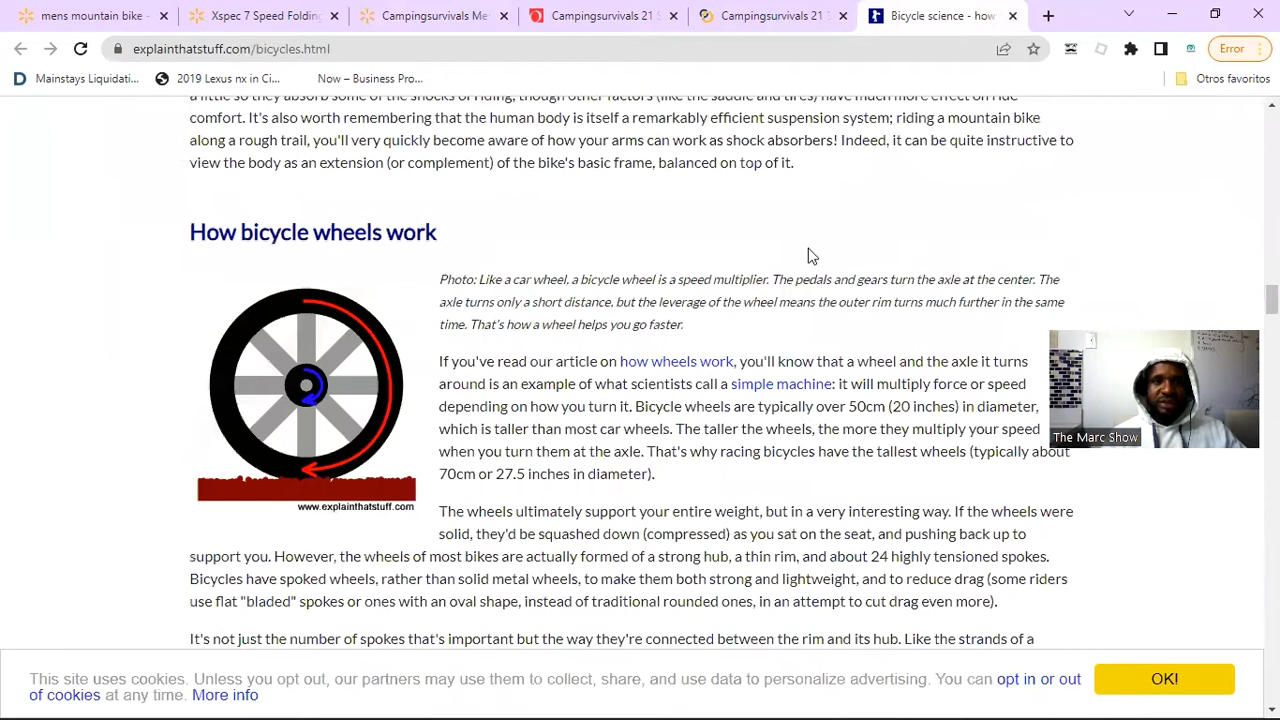 mens mountain bike -
Xspec 7 Speed Folding
Campingsurvivals Me
Campingsurvivals 21 S
Campingsurvivals 21 S
Bicycle science - how
explainthatstuff.com/bicycles.html
Error
Mainstays Liquidati...
2019 Lexus nx in Ci...
Now – Business Pro...
Otros favoritos
a little so they absorb some of the shocks of riding, though other factors (like the saddle and tires) have much more effect on ride
comfort. It's also worth remembering that the human body is itself a remarkably efficient suspension system; riding a mountain bike
along a rough trail, you'll very quickly become aware of how your arms can work as shock absorbers! Indeed, it can be quite instructive to
view the body as an extension (or complement) of the bike's basic frame, balanced on top of it.
How bicycle wheels work
Photo: Like a car wheel, a bicycle wheel is a speed multiplier. The pedals and gears turn the axle at the center. The
axle turns only a short distance, but the leverage of the wheel means the outer rim turns much further in the same
time. That's how a wheel helps you go faster.
If you've read our article on how wheels work, you'll know that a wheel and the axle it turns
around is an example of what scientists call a simple machine: it will multiply force or speed
depending on how you turn it. Bicycle wheels are typically over 50cm (20 inches) in diameter,
which is taller than most car wheels. The taller the wheels, the more they multiply your speed
when you turn them at the axle. That's why racing bicycles have the tallest wheels (typically about
70cm or 27.5 inches in diameter).
www.explainthatstuff.com
The Marc Show
The wheels ultimately support your entire weight, but in a very interesting way. If the wheels were
solid, they'd be squashed down (compressed) as you sat on the seat, and pushing back up to
support you. However, the wheels of most bikes are actually formed of a strong hub, a thin rim, and about 24 highly tensioned spokes.
Bicycles have spoked wheels, rather than solid metal wheels, to make them both strong and lightweight, and to reduce drag (some riders
use flat "bladed" spokes or ones with an oval shape, instead of traditional rounded ones, in an attempt to cut drag even more).
It's not just the number of spokes that's important but the way they're connected between the rim and its hub. Like the strands of a
This site uses cookies. Unless you opt out, our partners may use them to collect, share, and use data to personalize advertising. You can opt in or out
of cookies at any time. More info
OK!